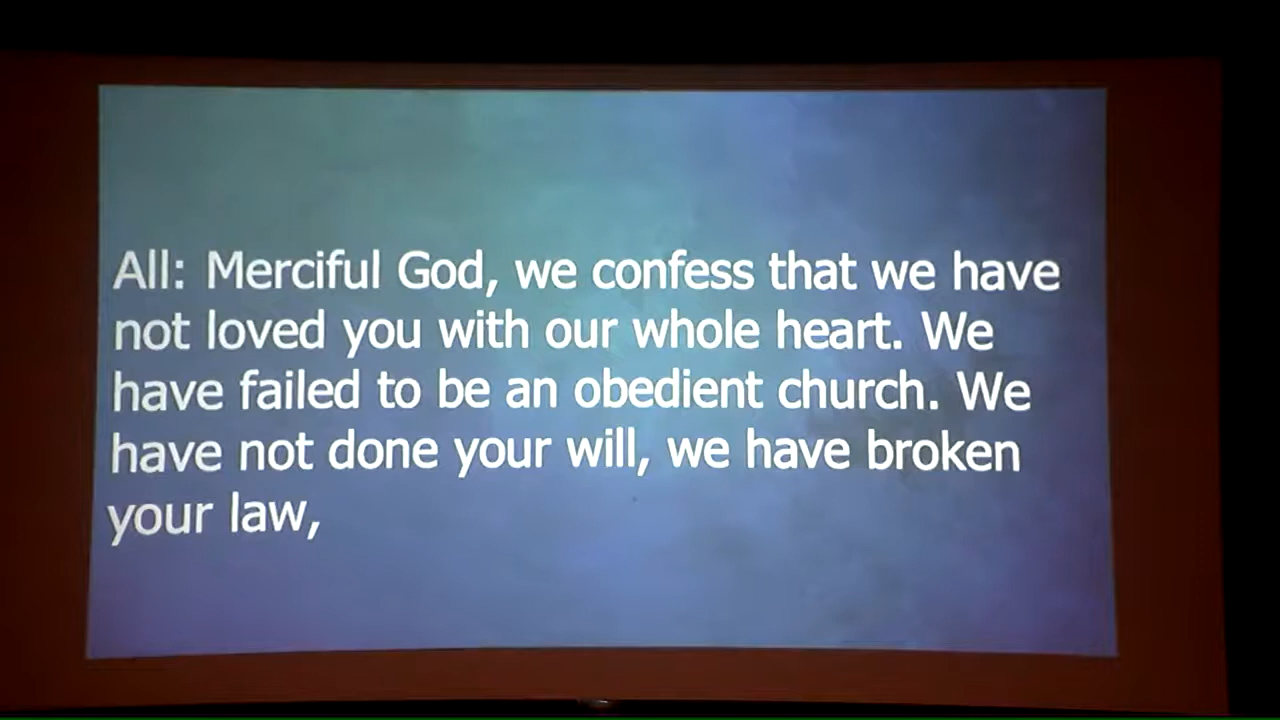 All: Merciful God, we confess that we have
not loved you with our whole heart. We
have failed to be an obedient church. We
have not done your will, we have broken
your law,